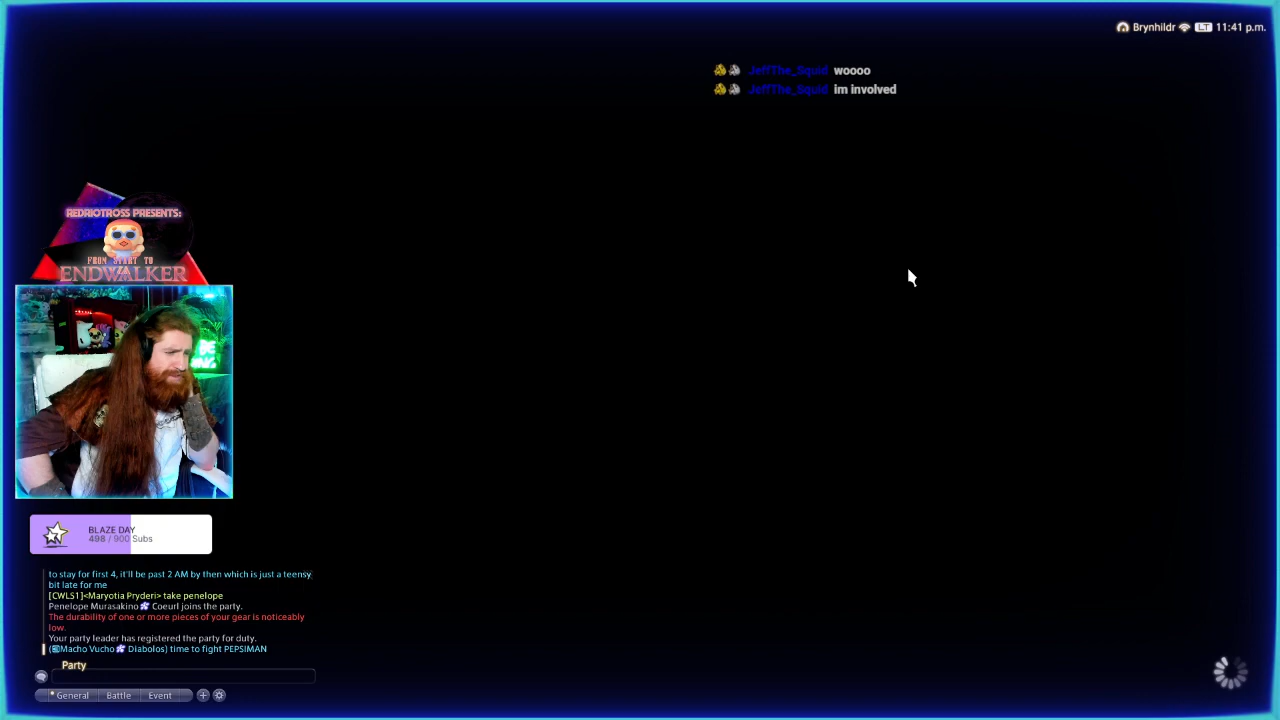 Brynhildr LT 11:41 p.m.
JeffThe_Squid woooo
JeffThe_Squid im involved
REDRIOTROSS PRESENTS:
FROM START TO
ENDWALKER
BLAZE DAY
498 / 900 Subs
to stay for first 4, it'll be past 2 AM by then which is just a teensy
bit late for me
[CWLS1]<Maryotia Pryderi> take penelope
Penelope Murasakino Coeurl joins the party.
The durability of one or more pieces of your gear is noticeably
low.
Your party leader has registered the party for duty.
(Macho Vucho Diabolos) time to fight PEPSIMAN
Party
General Battle Event